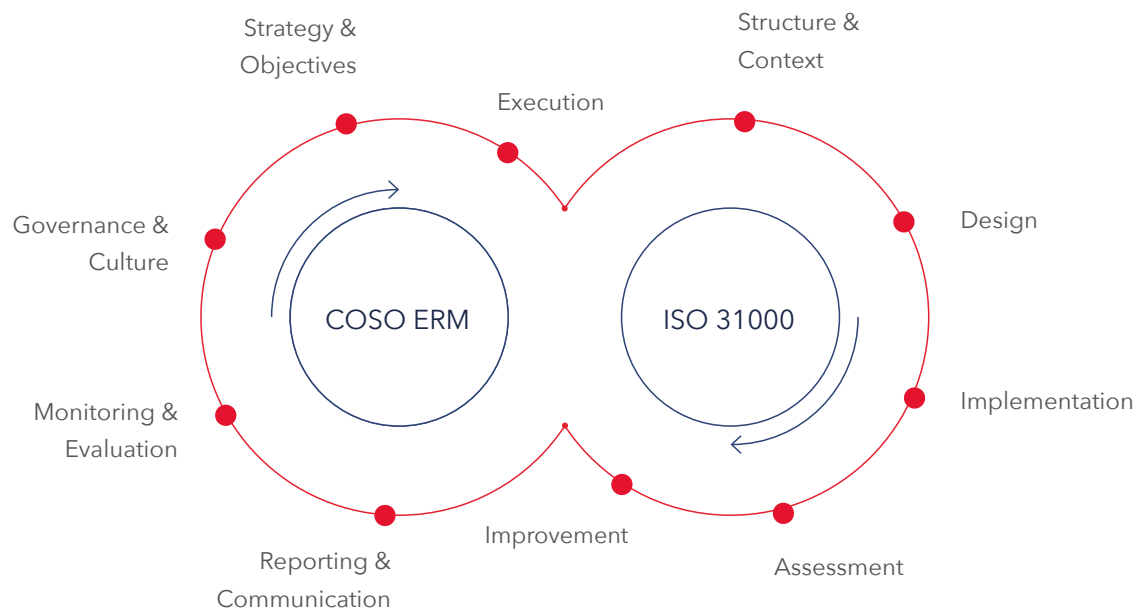 Strategy &
Objectives
Structure &
Context
Execution
Governance &
Culture
Design
COSO ERM
ISO 31000
Monitoring &
Evaluation
Implementation
Improvement
Reporting &
Communication
Assessment